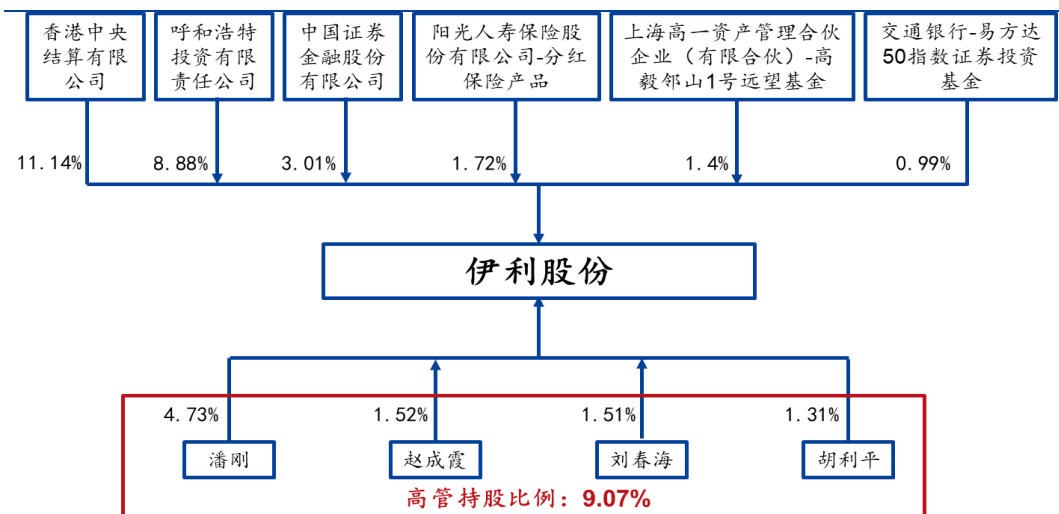 香港中央
结算有限
公司
呼和浩特
投资有限
责任公司
中国证券
金融股份
有限公司
阳光人寿保险股
份有限公司-分红
保险产品
上海高一资产管理合伙
企业（有限合伙）-高
毅邻山1号远望基金
交通银行-易方达
50指数证券投资
基金
11.14%
8.88%
3.01%
1.72%
1.4%
0.99%
伊利股份
4.73%
1.52%
1.51%
1.31%
潘刚
赵成霞
刘春海
胡利平
高管持股比例：9.07%